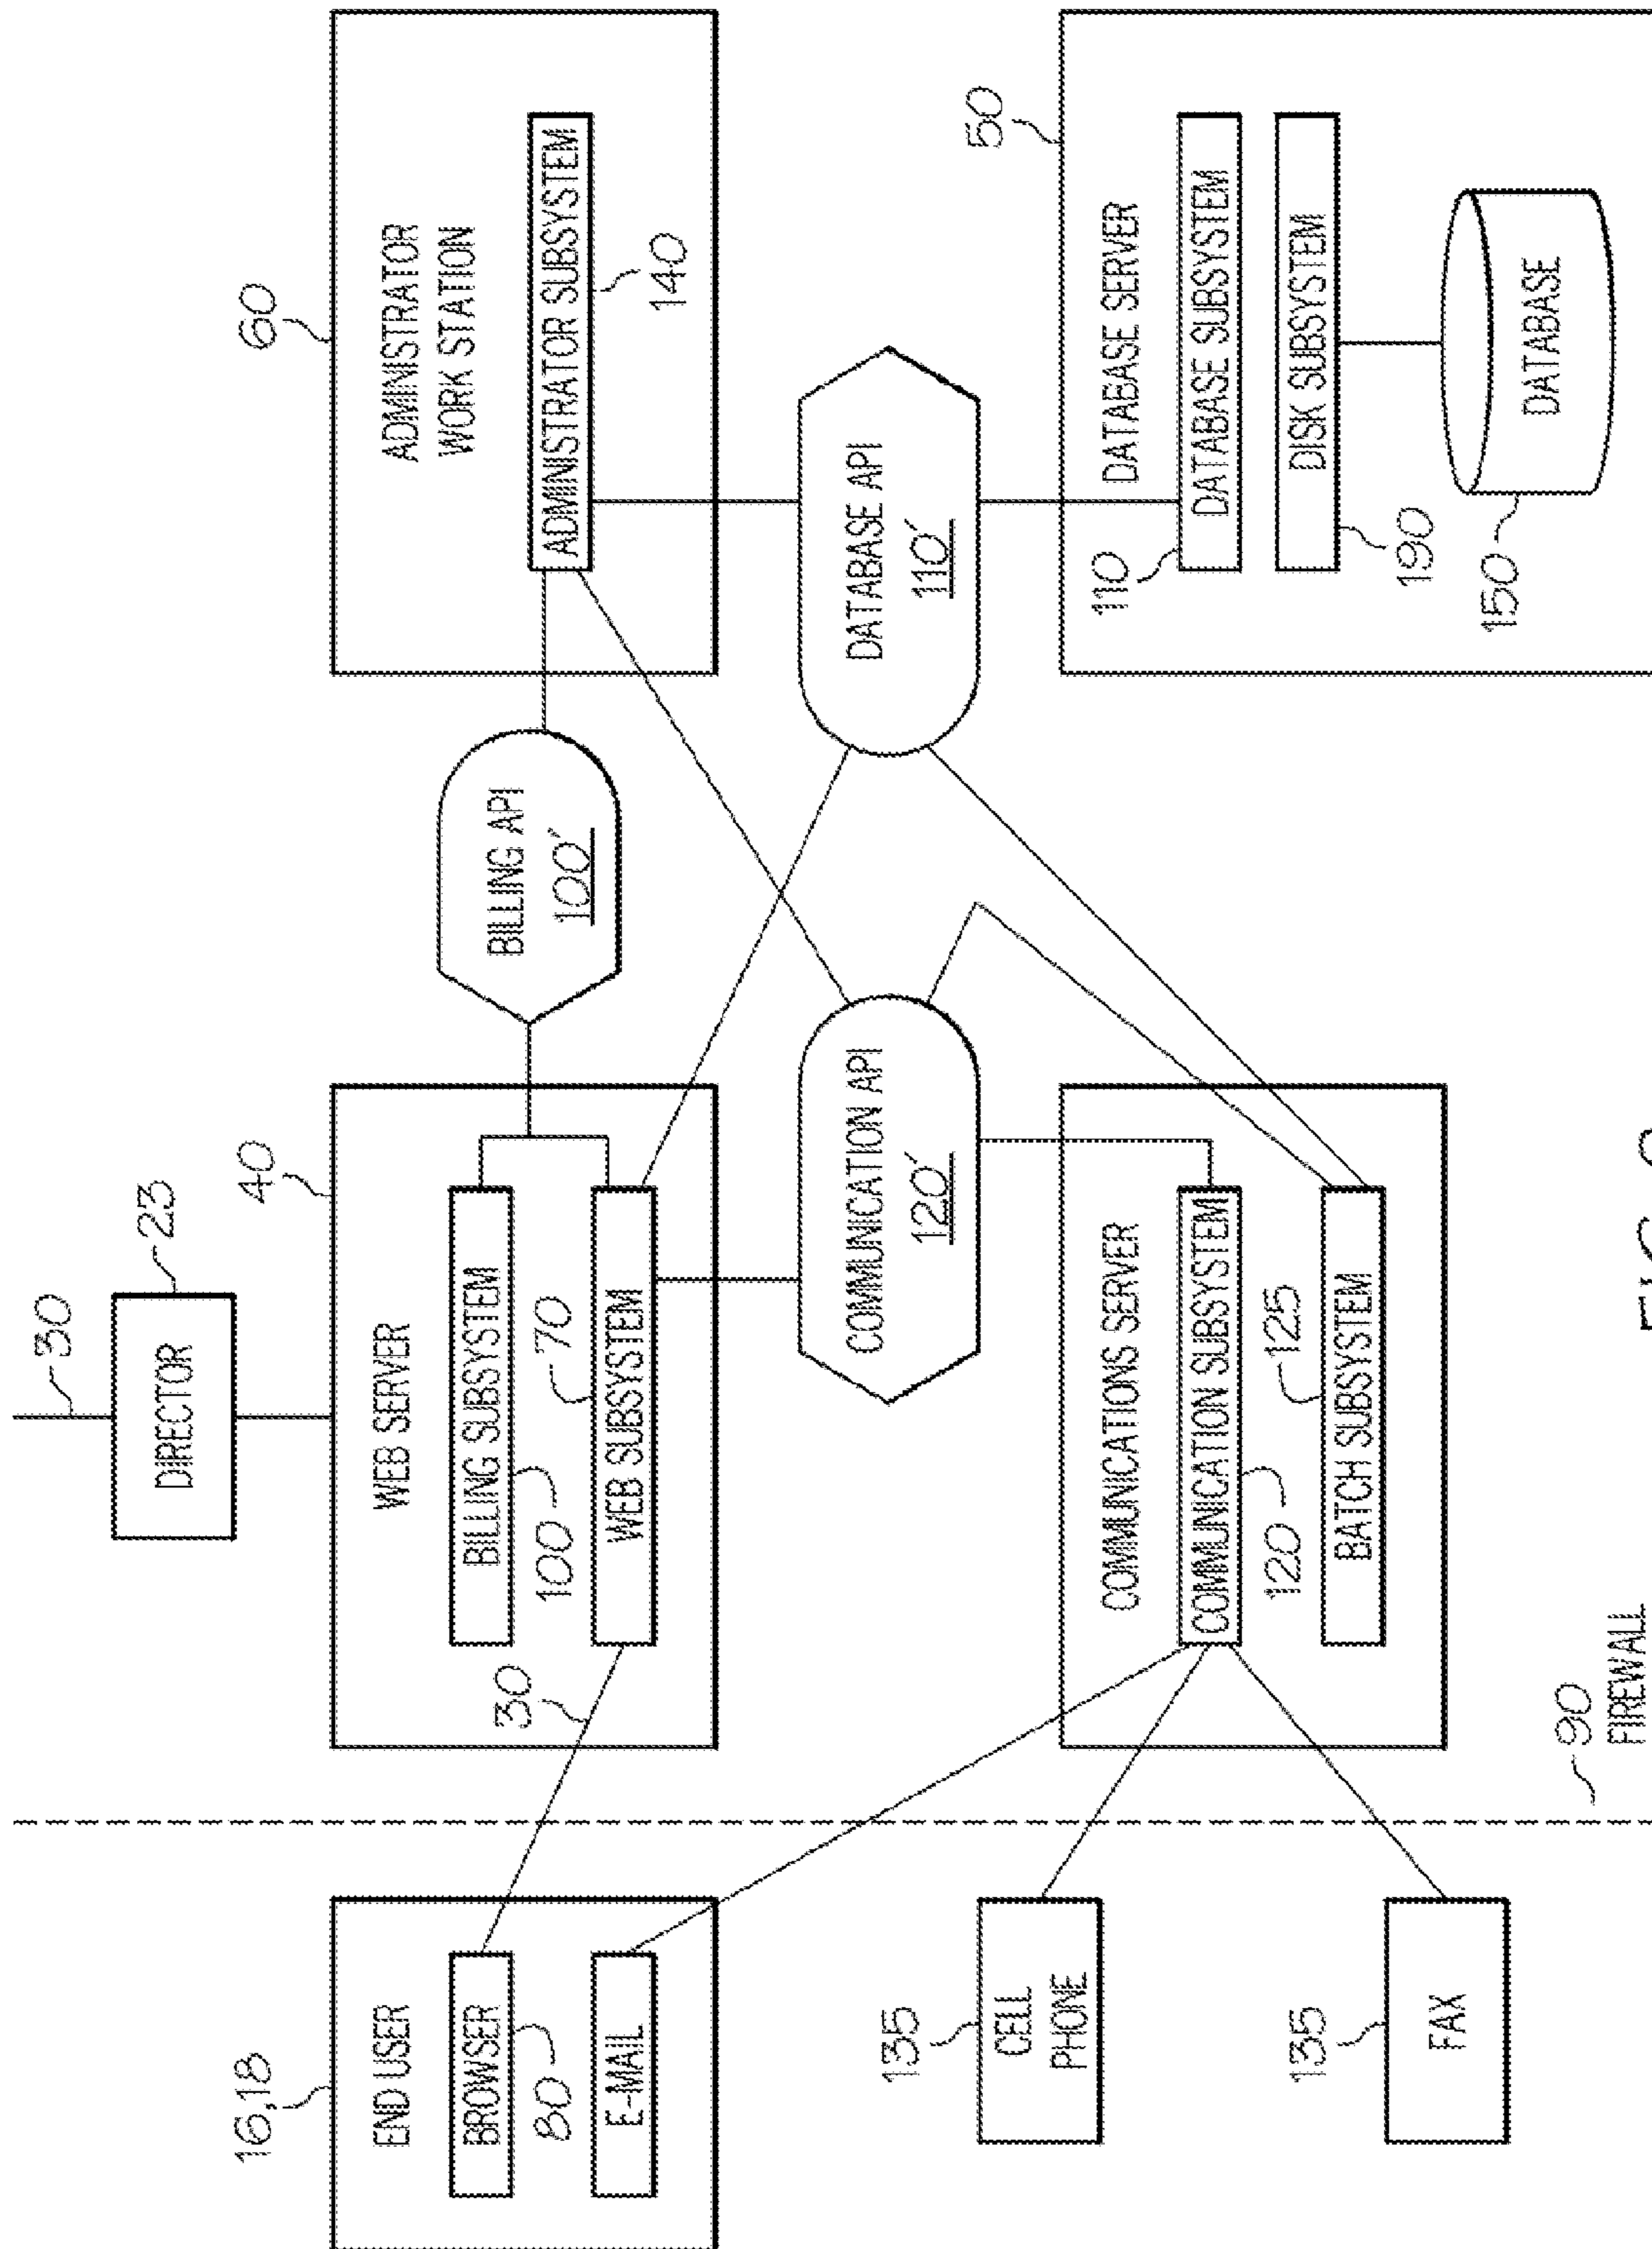 30
DIRECTOR
23
16,18
END USER
BROWSER
80
E-MAIL
40
WEB SERVER
BILLING SUBSYSTEM
100
70
WEB SUBSYSTEM
30
BILLING API
100'
60
ADMINISTRATOR
WORK STATION
ADMINISTRATOR SUBSYSTEM
140
COMMUNICATION API
120'
DATABASE API
110'
135
CELL
PHONE
135
FAX
COMMUNICATIONS SERVER
COMMUNICATION SUBSYSTEM
120
125
BATCH SUBSYSTEM
50
DATABASE SERVER
110
DATABASE SUBSYSTEM
DISK SUBSYSTEM
190
150
DATABASE
90
FIREWALL